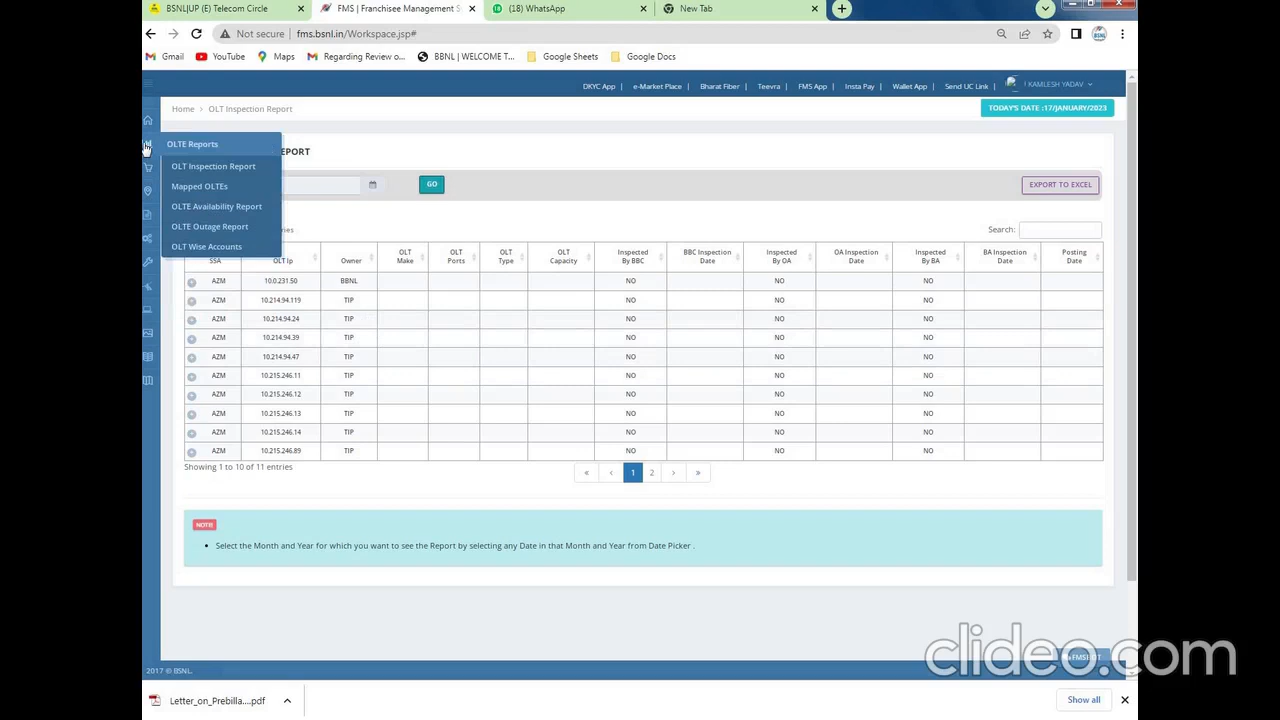 BSNL|UP (E) Telecom Circle
FMS | Franchisee Management S
(18) WhatsApp
New Tab
Not secure fms.bsnl.in/Workspace.jsp#
Gmail YouTube Maps Regarding Review o... BBNL | WELCOME T... Google Sheets Google Docs
DKYC App | e-Market Place | Bharat Fiber | Teevra | FMS App | Insta Pay | Wallet App | Send UC Link | ! KAMLESH YADAV
Home > OLT Inspection Report
TODAY'S DATE :17/JANUARY/2023
OLTE Reports
OLT Inspection Report
Mapped OLTEs
OLTE Availability Report
OLTE Outage Report
OLT Wise Accounts
PORT
GO
EXPORT TO EXCEL
ries
Search:
SSA OLT Ip Owner OLT Make OLT Ports OLT Type OLT Capacity Inspected By BBC BBC Inspection Date Inspected By OA OA Inspection Date Inspected By BA BA Inspection Date Posting Date
AZM 10.0.231.50 BBNL NO NO NO
AZM 10.214.94.119 TIP NO NO NO
AZM 10.214.94.24 TIP NO NO NO
AZM 10.214.94.39 TIP NO NO NO
AZM 10.214.94.47 TIP NO NO NO
AZM 10.215.246.11 TIP NO NO NO
AZM 10.215.246.12 TIP NO NO NO
AZM 10.215.246.13 TIP NO NO NO
AZM 10.215.246.14 TIP NO NO NO
AZM 10.215.246.89 TIP NO NO NO
Showing 1 to 10 of 11 entries
« ‹ 1 2 › »
NOTE!
Select the Month and Year for which you want to see the Report by selecting any Date in that Month and Year from Date Picker .
clideo.com
FMSBOT
2017 © BSNL.
Letter_on_Prebilla....pdf
Show all